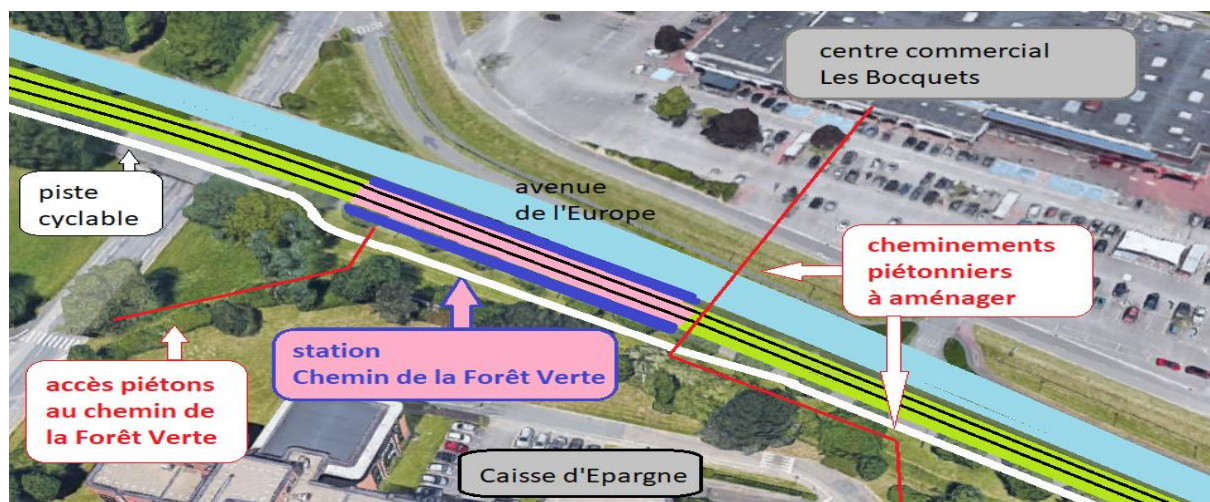 centre commercial
Les Bocquets
piste
cyclable
avenue
de l'Europe
cheminements
piétonniers
à aménager
station
Chemin de la Forêt Verte
accès piétons
au chemin de
la Forêt Verte
Caisse d'Epargne